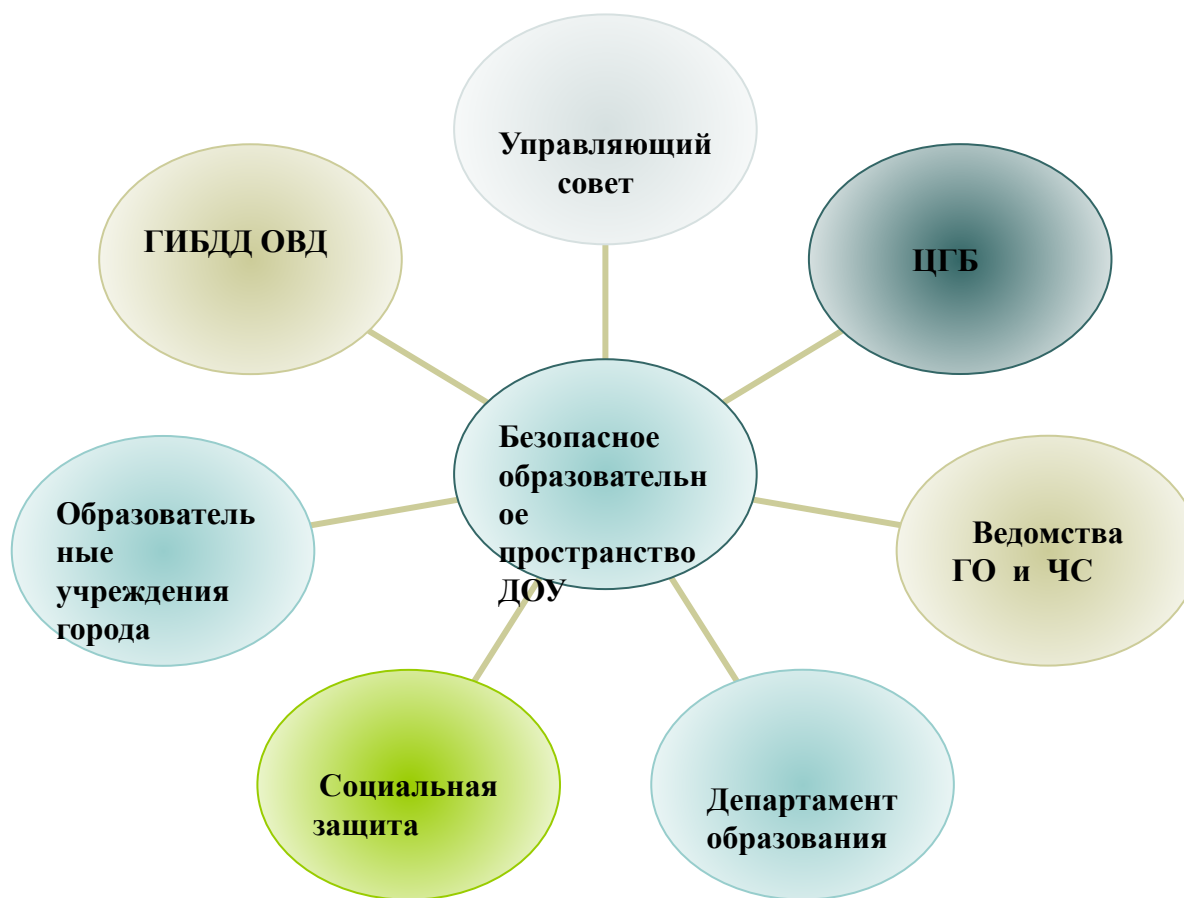 Управляющий
совет
ГИБДД ОВД
ЦГБ
Безопасное
образовательн
ое
пространство
ДОУ
Образователь
ные
учреждения
города
Ведомства
ГО и ЧС
Социальная
защита
Департамент
образования